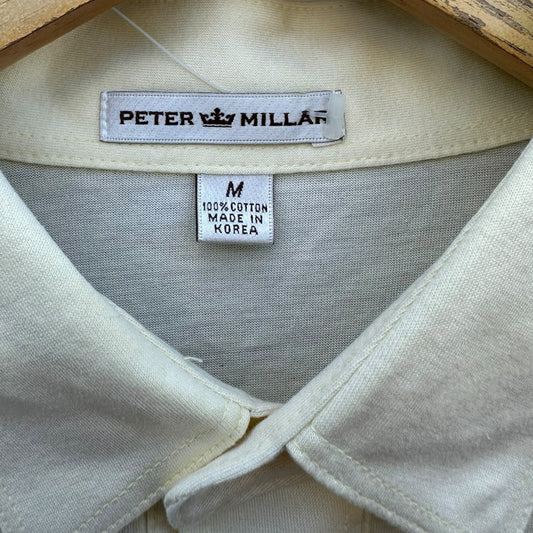 PETER MILLAR
M
100% COTTON
MADE IN
KOREA